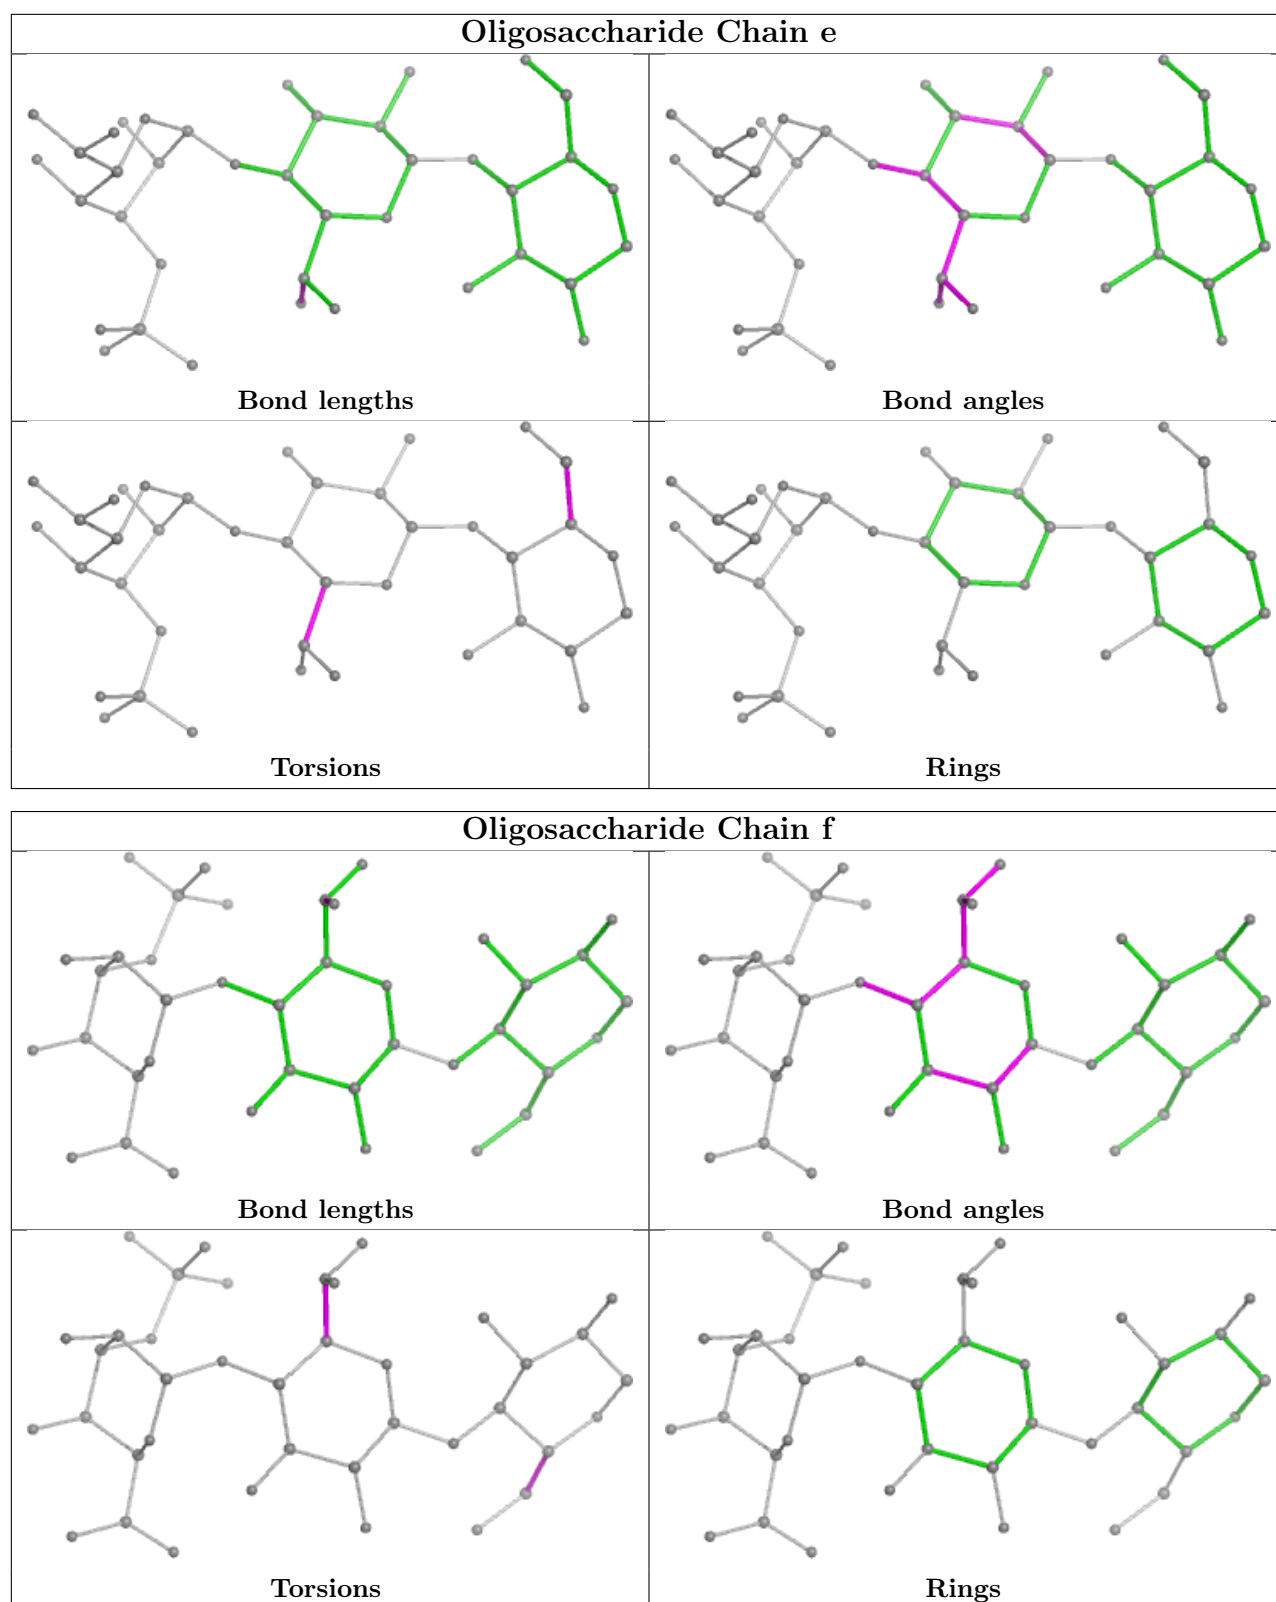 Oligosaccharide Chain e
Bond lengths
Bond angles
Torsions
Rings
Oligosaccharide Chain f
Bond lengths
Bond angles
Torsions
Rings